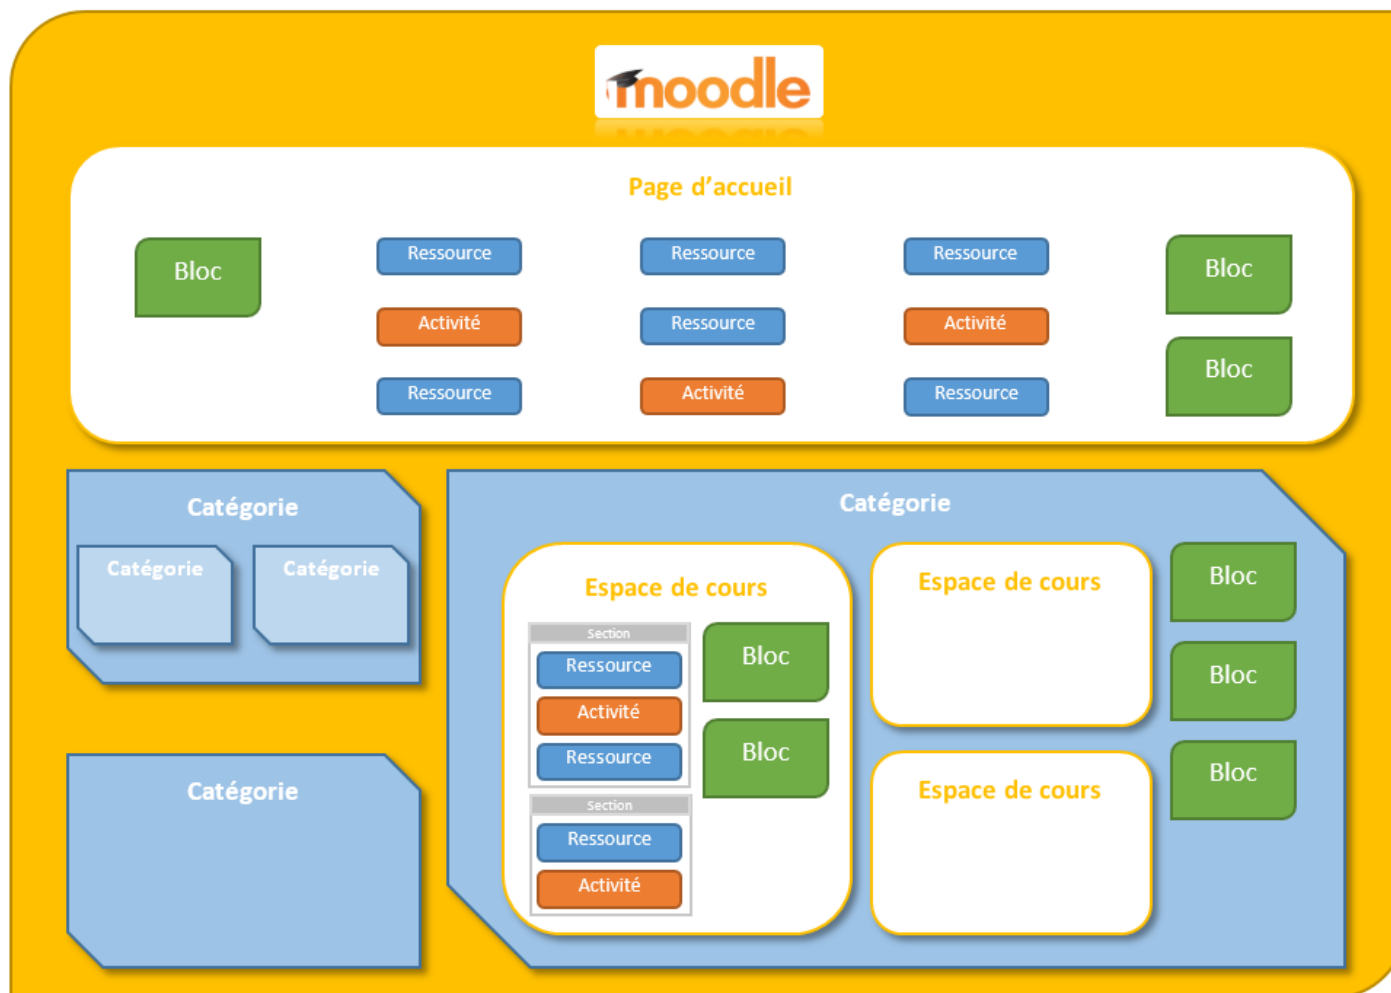 moodle
Page d'accueil
Bloc
Ressource
Ressource
Ressource
Bloc
Activité
Ressource
Activité
Bloc
Ressource
Activité
Ressource
Catégorie
Catégorie
Catégorie
Catégorie
Catégorie
Espace de cours
Section
Ressource
Activité
Ressource
Section
Ressource
Activité
Bloc
Bloc
Espace de cours
Espace de cours
Bloc
Bloc
Bloc